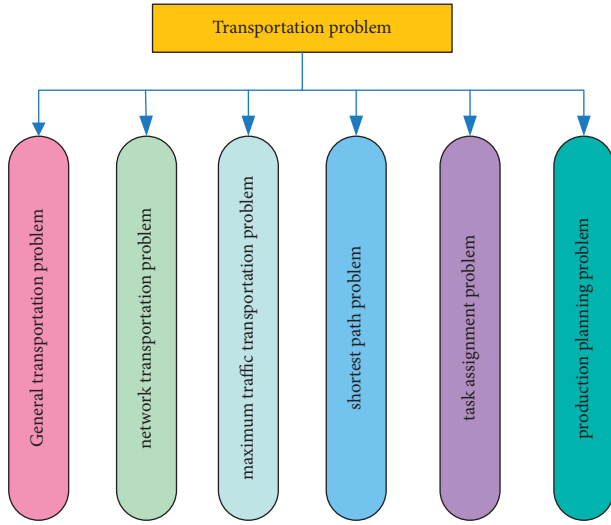 Transportation problem
General transportation problem
network transportation problem
maximum traffic transportation problem
shortest path problem
task assignment problem
production planning problem